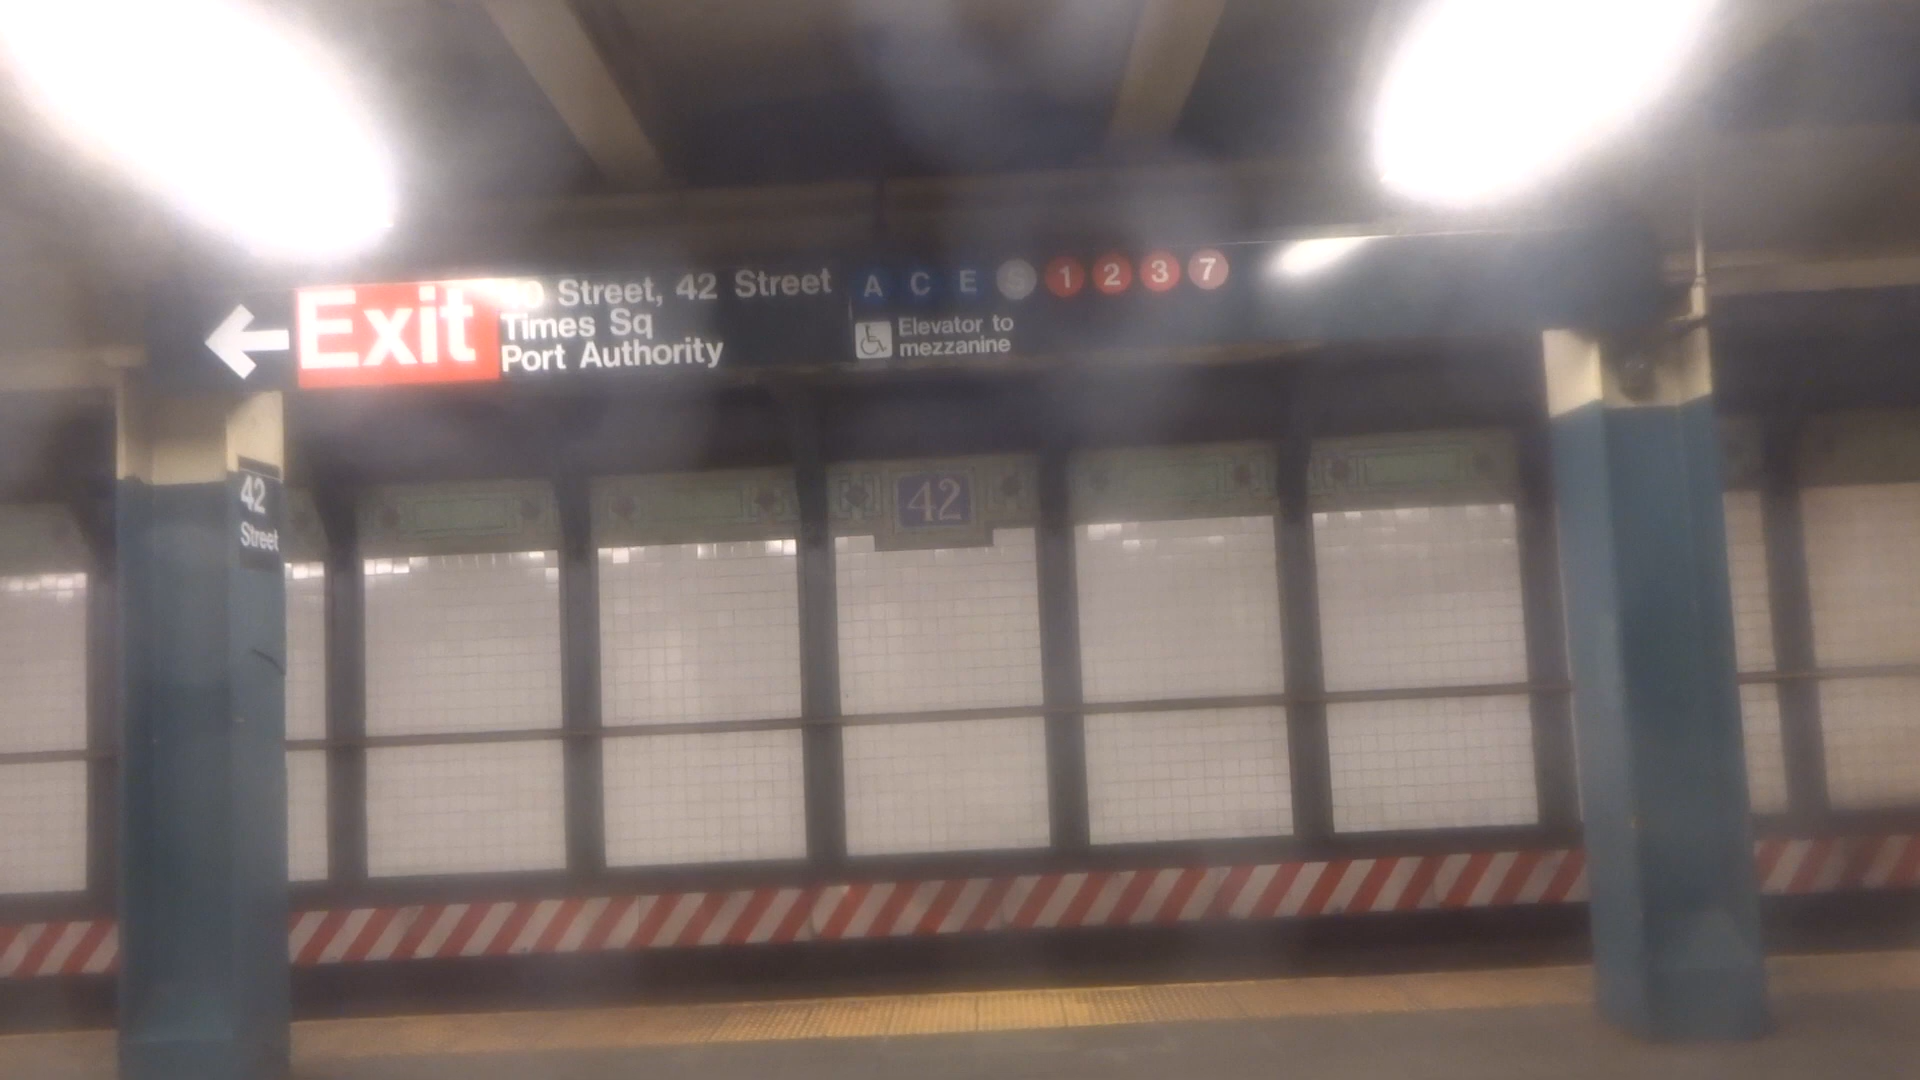 Exit
Street, 42 Street
Times Sq
Port Authority
A C E S 1 2 3 7
Elevator to
mezzanine
42
Street
42